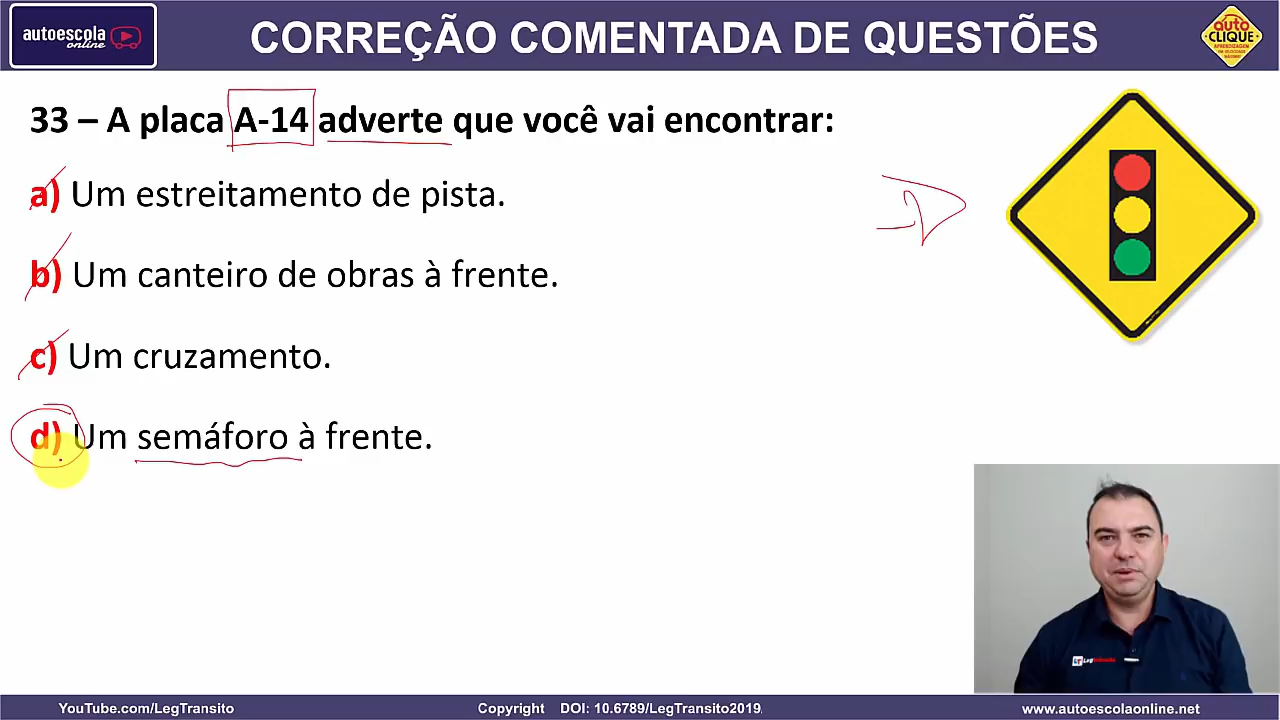 autoescola
online
CORREÇÃO COMENTADA DE QUESTÕES
auto
CLIQUE
APRENDIZAGEM
33 – A placa A-14 adverte que você vai encontrar:
a) Um estreitamento de pista.
b) Um canteiro de obras à frente.
c) Um cruzamento.
d) Um semáforo à frente.
LegTransito
YouTube.com/LegTransito
Copyright DOI: 10.6789/LegTransito2019
www.autoescolaonline.net